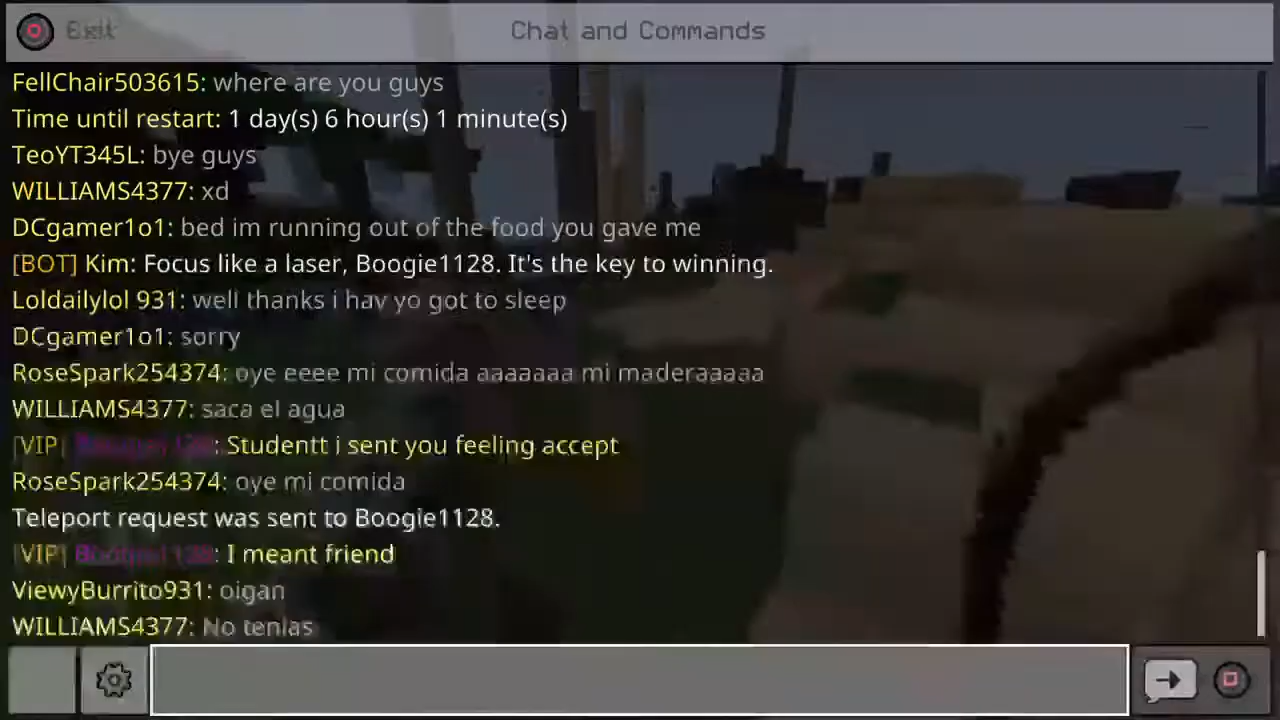 Exit
Chat and Commands
FellChair503615: where are you guys
Time until restart: 1 day(s) 6 hour(s) 1 minute(s)
TeoYT345L: bye guys
WILLIAMS4377: xd
DCgamer1o1: bed im running out of the food you gave me
[BOT] Kim: Focus like a laser, Boogie1128. It's the key to winning.
Loldailylol 931: well thanks i hav yo got to sleep
DCgamer1o1: sorry
RoseSpark254374: oye eeee mi comida aaaaaaa mi maderaaaaa
WILLIAMS4377: saca el agua
[VIP] Boogie1128: Studentt i sent you feeling accept
RoseSpark254374: oye mi comida
Teleport request was sent to Boogie1128.
[VIP] Boogie1128: I meant friend
ViewyBurrito931: oigan
WILLIAMS4377: No tenias